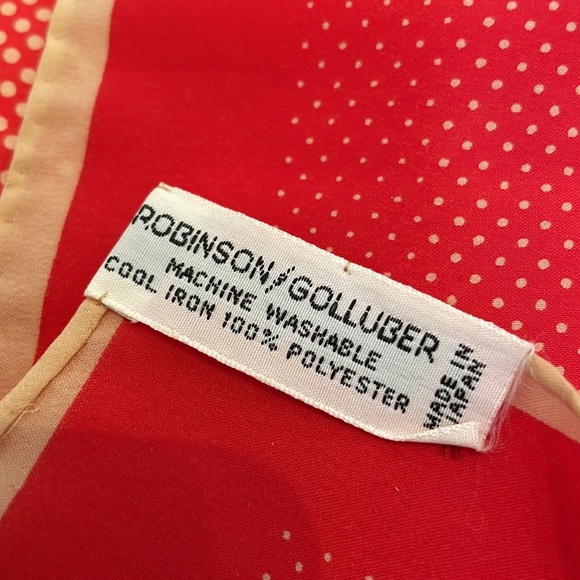 ROBINSON/GOLLUBER
MACHINE WASHABLE
COOL IRON 100% POLYESTER
MADE IN
JAPAN